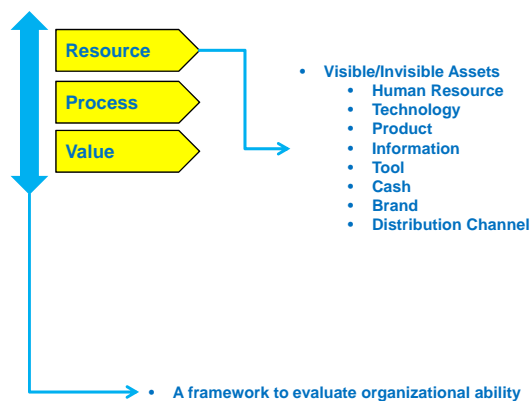 Resource
Process
Value
• Visible/Invisible Assets
• Human Resource
• Technology
• Product
• Information
• Tool
• Cash
• Brand
• Distribution Channel
• A framework to evaluate organizational ability